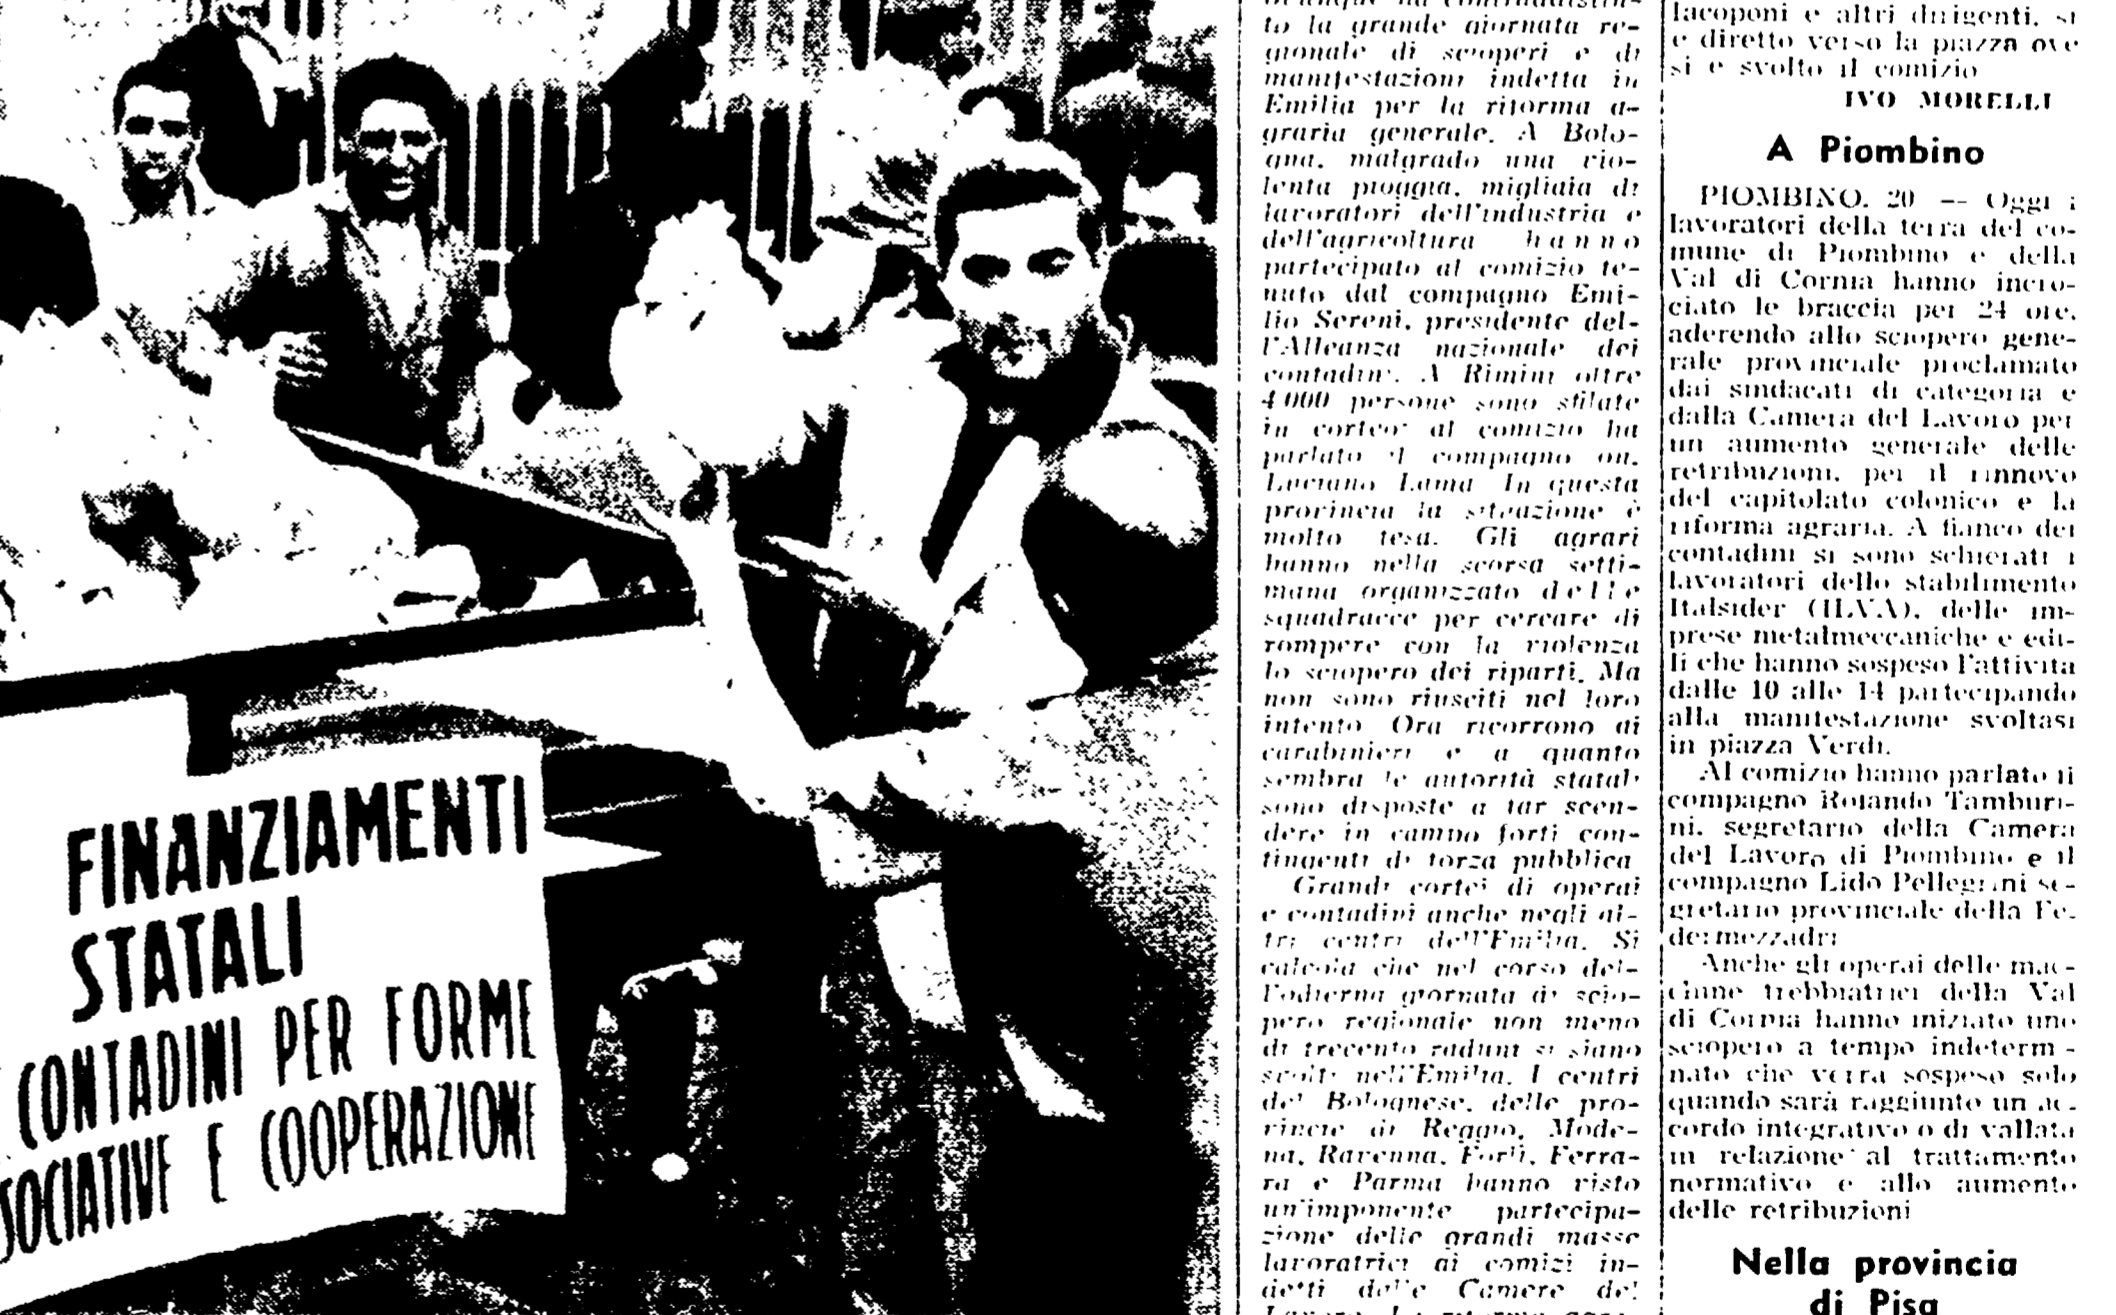 FINANZIAMENTI
STATALI
CONTADINI PER FORME
SOCIATIVE E COOPERAZIONE
to la grande giornata re-
gionale di scioperi e di
manifestazioni indetta in
Emilia per la riforma a-
graria generale. A Bolo-
gna, malgrado una vio-
lenta pioggia, migliaia di
lavoratori dell'industria e
dell'agricoltura hanno
partecipato al comizio te-
nuto dal compagno Emi-
lio Sereni, presidente del-
l'Alleanza nazionale dei
contadini. A Rimini oltre
4.000 persone sono sfilate
in corteo: al comizio ha
parlato il compagno on.
Luciano Lama. In questa
provincia la situazione è
molto tesa. Gli agrari
hanno nella scorsa setti-
mana organizzato delle
squadracce per cercare di
rompere con la violenza
lo sciopero dei riparti. Ma
non sono riusciti nel loro
intento. Ora ricorrono ai
carabinieri e a quanto
sembra le autorità statali
sono disposte a far scen-
dere in campo forti con-
tingenti di forza pubblica
Grandi cortei di operai
e contadini anche negli al-
tri centri dell'Emilia. Si
calcola che nel corso del-
l'odierna giornata di scio-
pero regionale non meno
di trecento raduni si siano
svolti nell'Emilia. I centri
del Bolognese, delle pro-
vincie di Reggio, Mode-
na, Ravenna, Forlì, Ferra-
ra e Parma hanno visto
un'imponente partecipa-
zione delle grandi masse
lavoratrici ai comizi in-
detti dalle Camere del
Iacoponi e altri dirigenti, si
è diretto verso la piazza ove
si è svolto il comizio
IVO MORELLI
A Piombino
PIOMBINO, 20 — Oggi i
lavoratori della terra del co-
mune di Piombino e della
Val di Cornia hanno incro-
ciato le braccia per 24 ore,
aderendo allo sciopero gene-
rale provinciale proclamato
dai sindacati di categoria e
dalla Camera del Lavoro per
un aumento generale delle
retribuzioni, per il rinnovo
del capitolato colonico e la
riforma agraria. A fianco dei
contadini si sono schierati i
lavoratori dello stabilimento
Italsider (ILVA), delle im-
prese metalmeccaniche e edi-
li che hanno sospeso l'attività
dalle 10 alle 14 partecipando
alla manifestazione svoltasi
in piazza Verdi.
Al comizio hanno parlato il
compagno Rolando Tamburi-
ni, segretario della Camera
del Lavoro di Piombino e il
compagno Lido Pellegrini se-
gretario provinciale della Fe-
dermezzadri
Anche gli operai delle mac-
chine trebbiatrici della Val
di Cornia hanno iniziato uno
sciopero a tempo indetermi-
nato che verrà sospeso solo
quando sarà raggiunto un ac-
cordo integrativo o di vallata
in relazione al trattamento
normativo e allo aumento
delle retribuzioni
Nella provincia
di Pisa